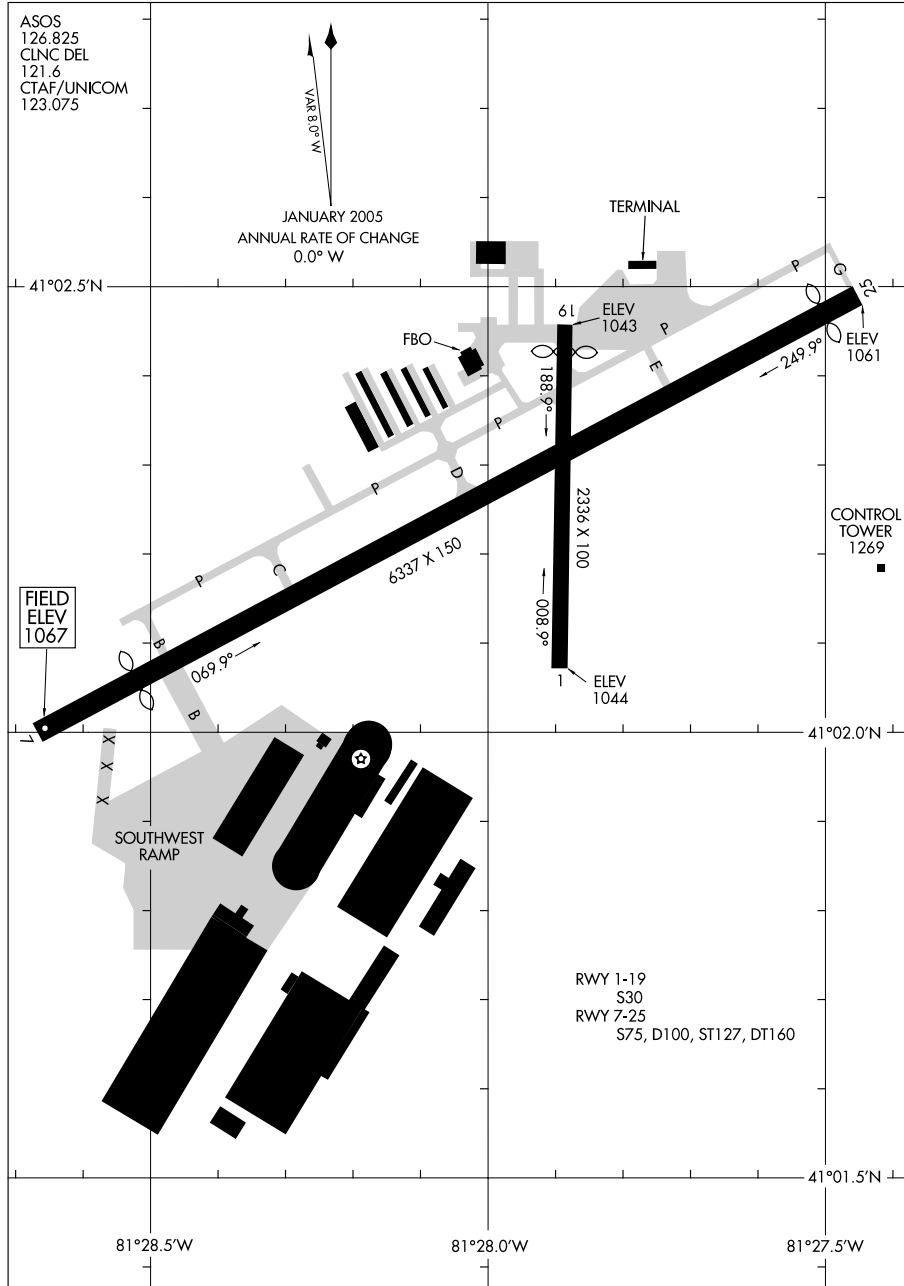 ASOS
126.825
CLNC DEL
121.6
CTAF/UNICOM
123.075
VAR 8.0° W
JANUARY 2005
ANNUAL RATE OF CHANGE
0.0° W
TERMINAL
41°02.5'N
P
G
25
19
ELEV
1043
ELEV
1061
FBO
P
E
249.9°
188.9°
P
D
P
2336 X 100
CONTROL
TOWER
1269
6337 X 150
C
P
FIELD
ELEV
1067
008.9°
B
069.9°
1
ELEV
1044
B
7
41°02.0'N
X
X
X
SOUTHWEST
RAMP
RWY 1-19
S30
RWY 7-25
S75, D100, ST127, DT160
41°01.5'N
81°28.5'W
81°28.0'W
81°27.5'W